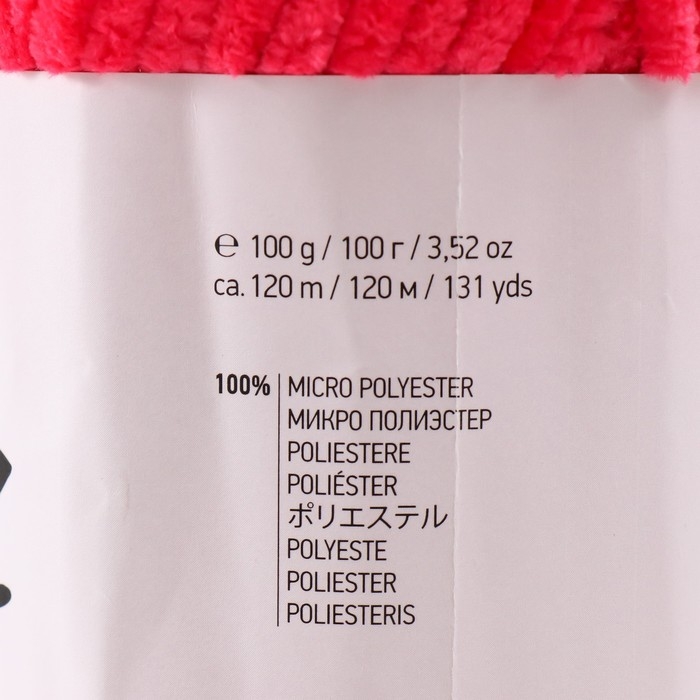 ℮ 100 g / 100 г / 3,52 oz
ca. 120 m / 120 м / 131 yds
100% MICRO POLYESTER
МИКРО ПОЛИЭСТЕР
POLIESTERE
POLIÉSTER
ポリエステル
POLYESTE
POLIESTER
POLIESTERIS